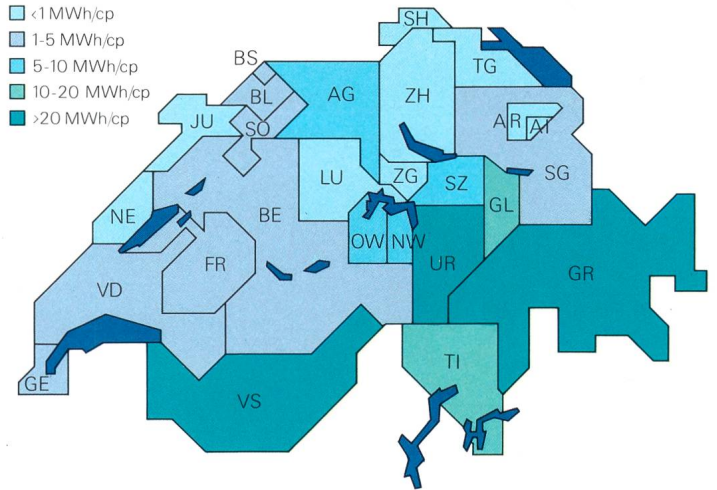 <1 MWh/cp
1-5 MWh/cp
5-10 MWh/cp
10-20 MWh/cp
>20 MWh/cp
SH
BS
TG
BL
AG
ZH
JU
SO
AR
AI
LU
ZG
SZ
SG
NE
BE
GL
OW
NW
FR
UR
GR
VD
TI
GE
VS